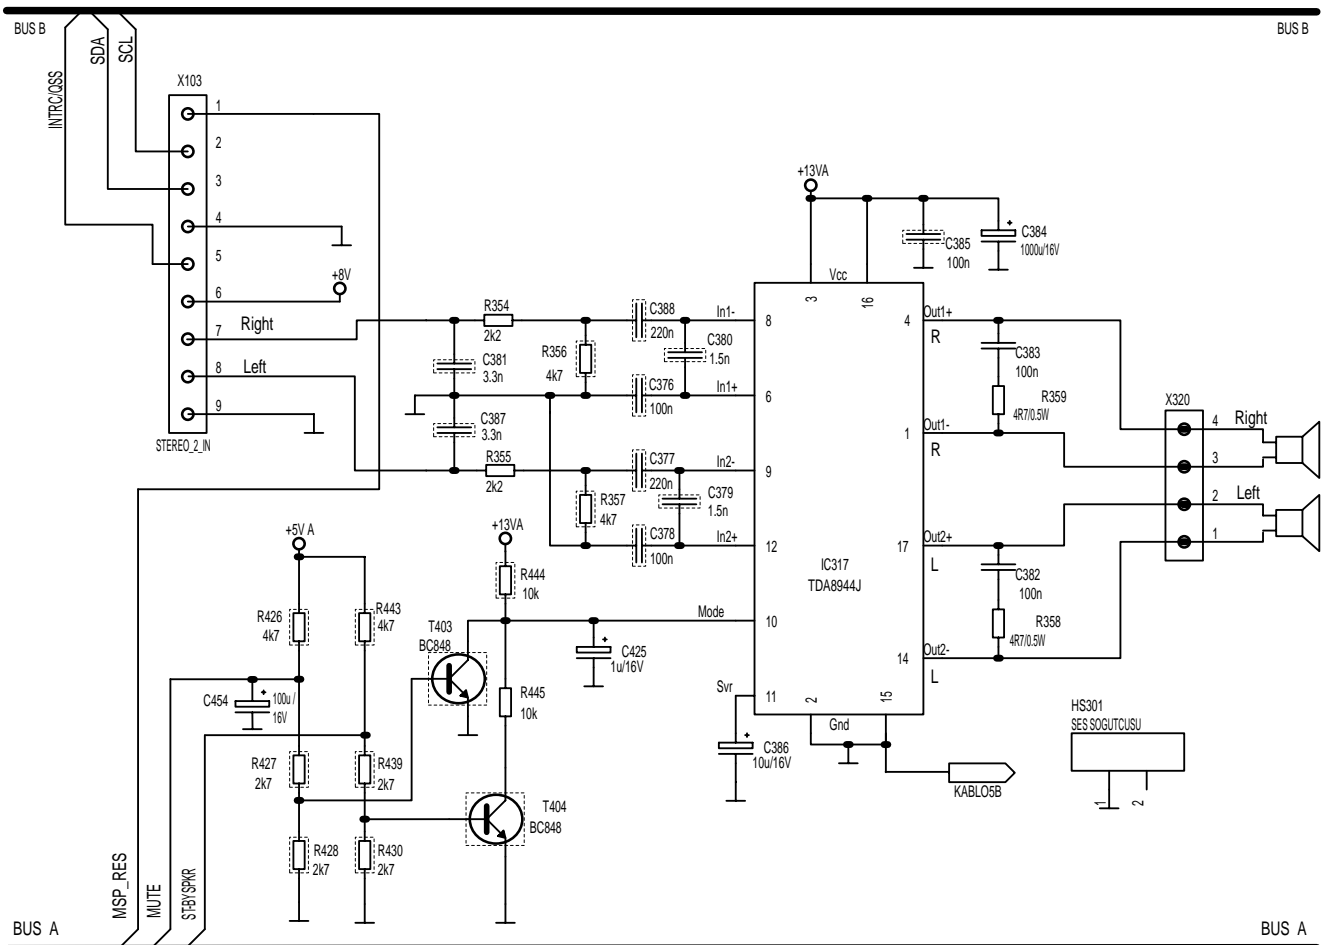 BUS B
BUS B
INTRC/QSS
SDA
SCL
X103
1
2
3
4
5
6
7
8
9
+8V
Right
Left
STEREO_2_IN
R354
2k2
C381
3.3n
C387
3.3n
R355
2k2
R356
4k7
R357
4k7
C388
220n
C380
1.5n
C376
100n
C377
220n
C379
1.5n
C378
100n
In1-
In1+
In2-
In2+
+13VA
C385
100n
C384
1000u/16V
+
Vcc
3
16
8
6
9
12
10
11
4
1
17
14
2
15
Gnd
IC317
TDA8944J
Out1+
R
Out1-
R
Out2+
L
Out2-
L
C383
100n
R359
4R7/0.5W
C382
100n
R358
4R7/0.5W
X320
4
Right
3
2
Left
1
+5V A
R426
4k7
R443
4k7
C454
+
100u /
16V
R427
2k7
R439
2k7
R428
2k7
R430
2k7
+13VA
R444
10k
T403
BC848
R445
10k
T404
BC848
Mode
+
C425
1u/16V
Svr
+
C386
10u/16V
KABLO5B
HS301
SES SOGUTCUSU
1
2
MSP_RES
MUTE
ST-BYSPKR
BUS A
BUS A